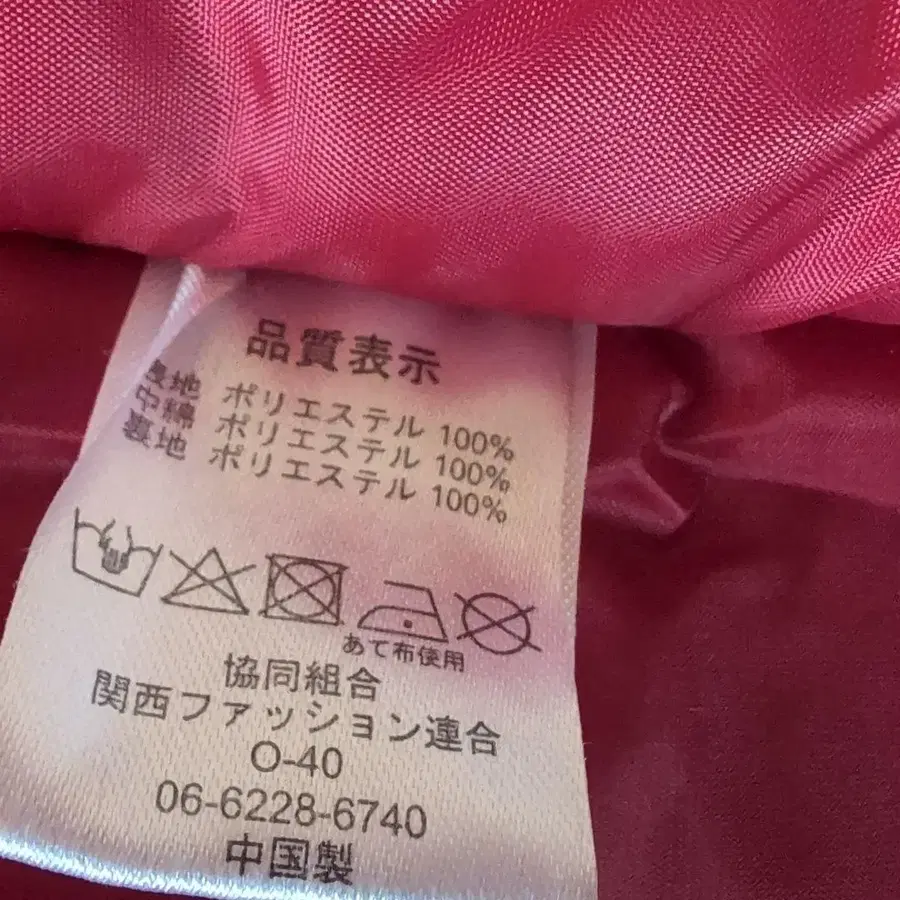 品質表示
表地 ポリエステル 100%
中綿 ポリエステル 100%
裏地 ポリエステル 100%
あて布使用
協同組合
関西ファッション連合
O-40
06-6228-6740
中国製